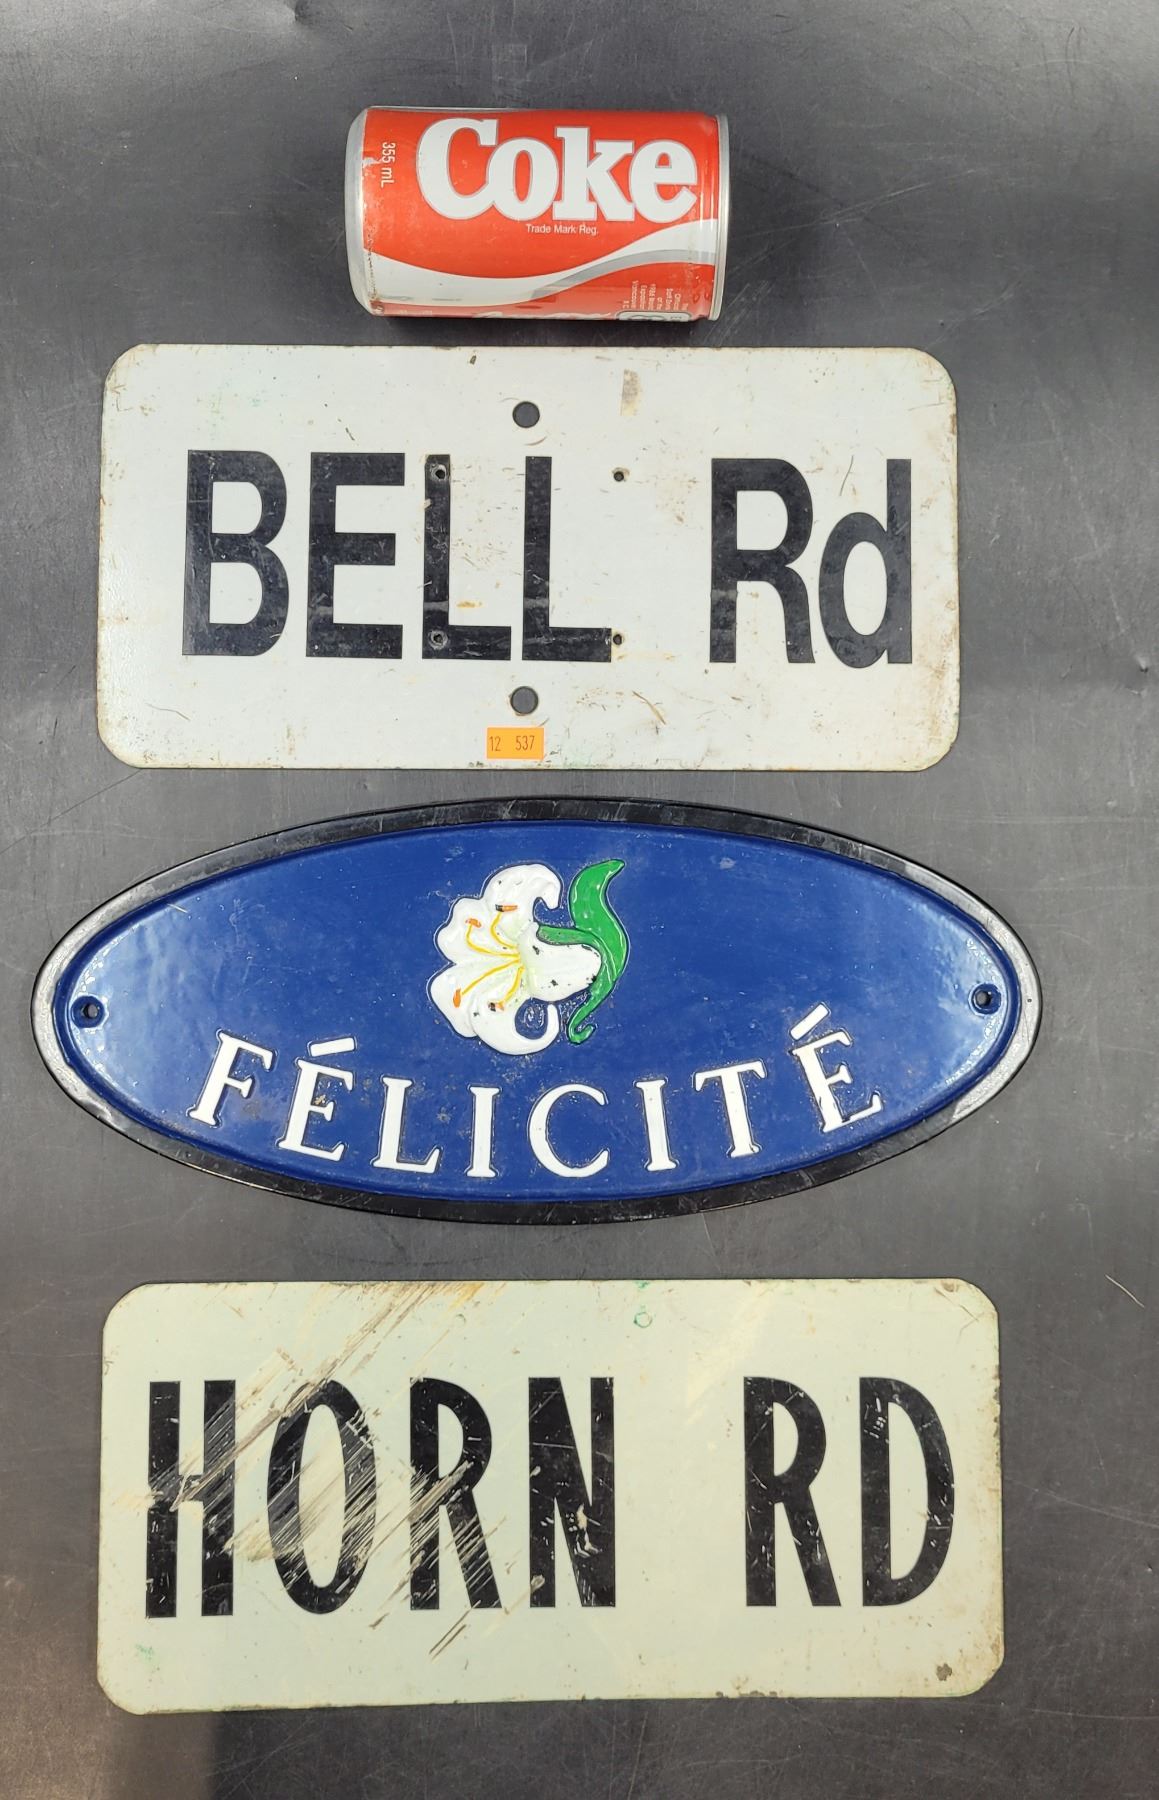 Coke
355 mL
Trade Mark Reg.
BELL Rd
12 537
FÉLICITÉ
HORN RD